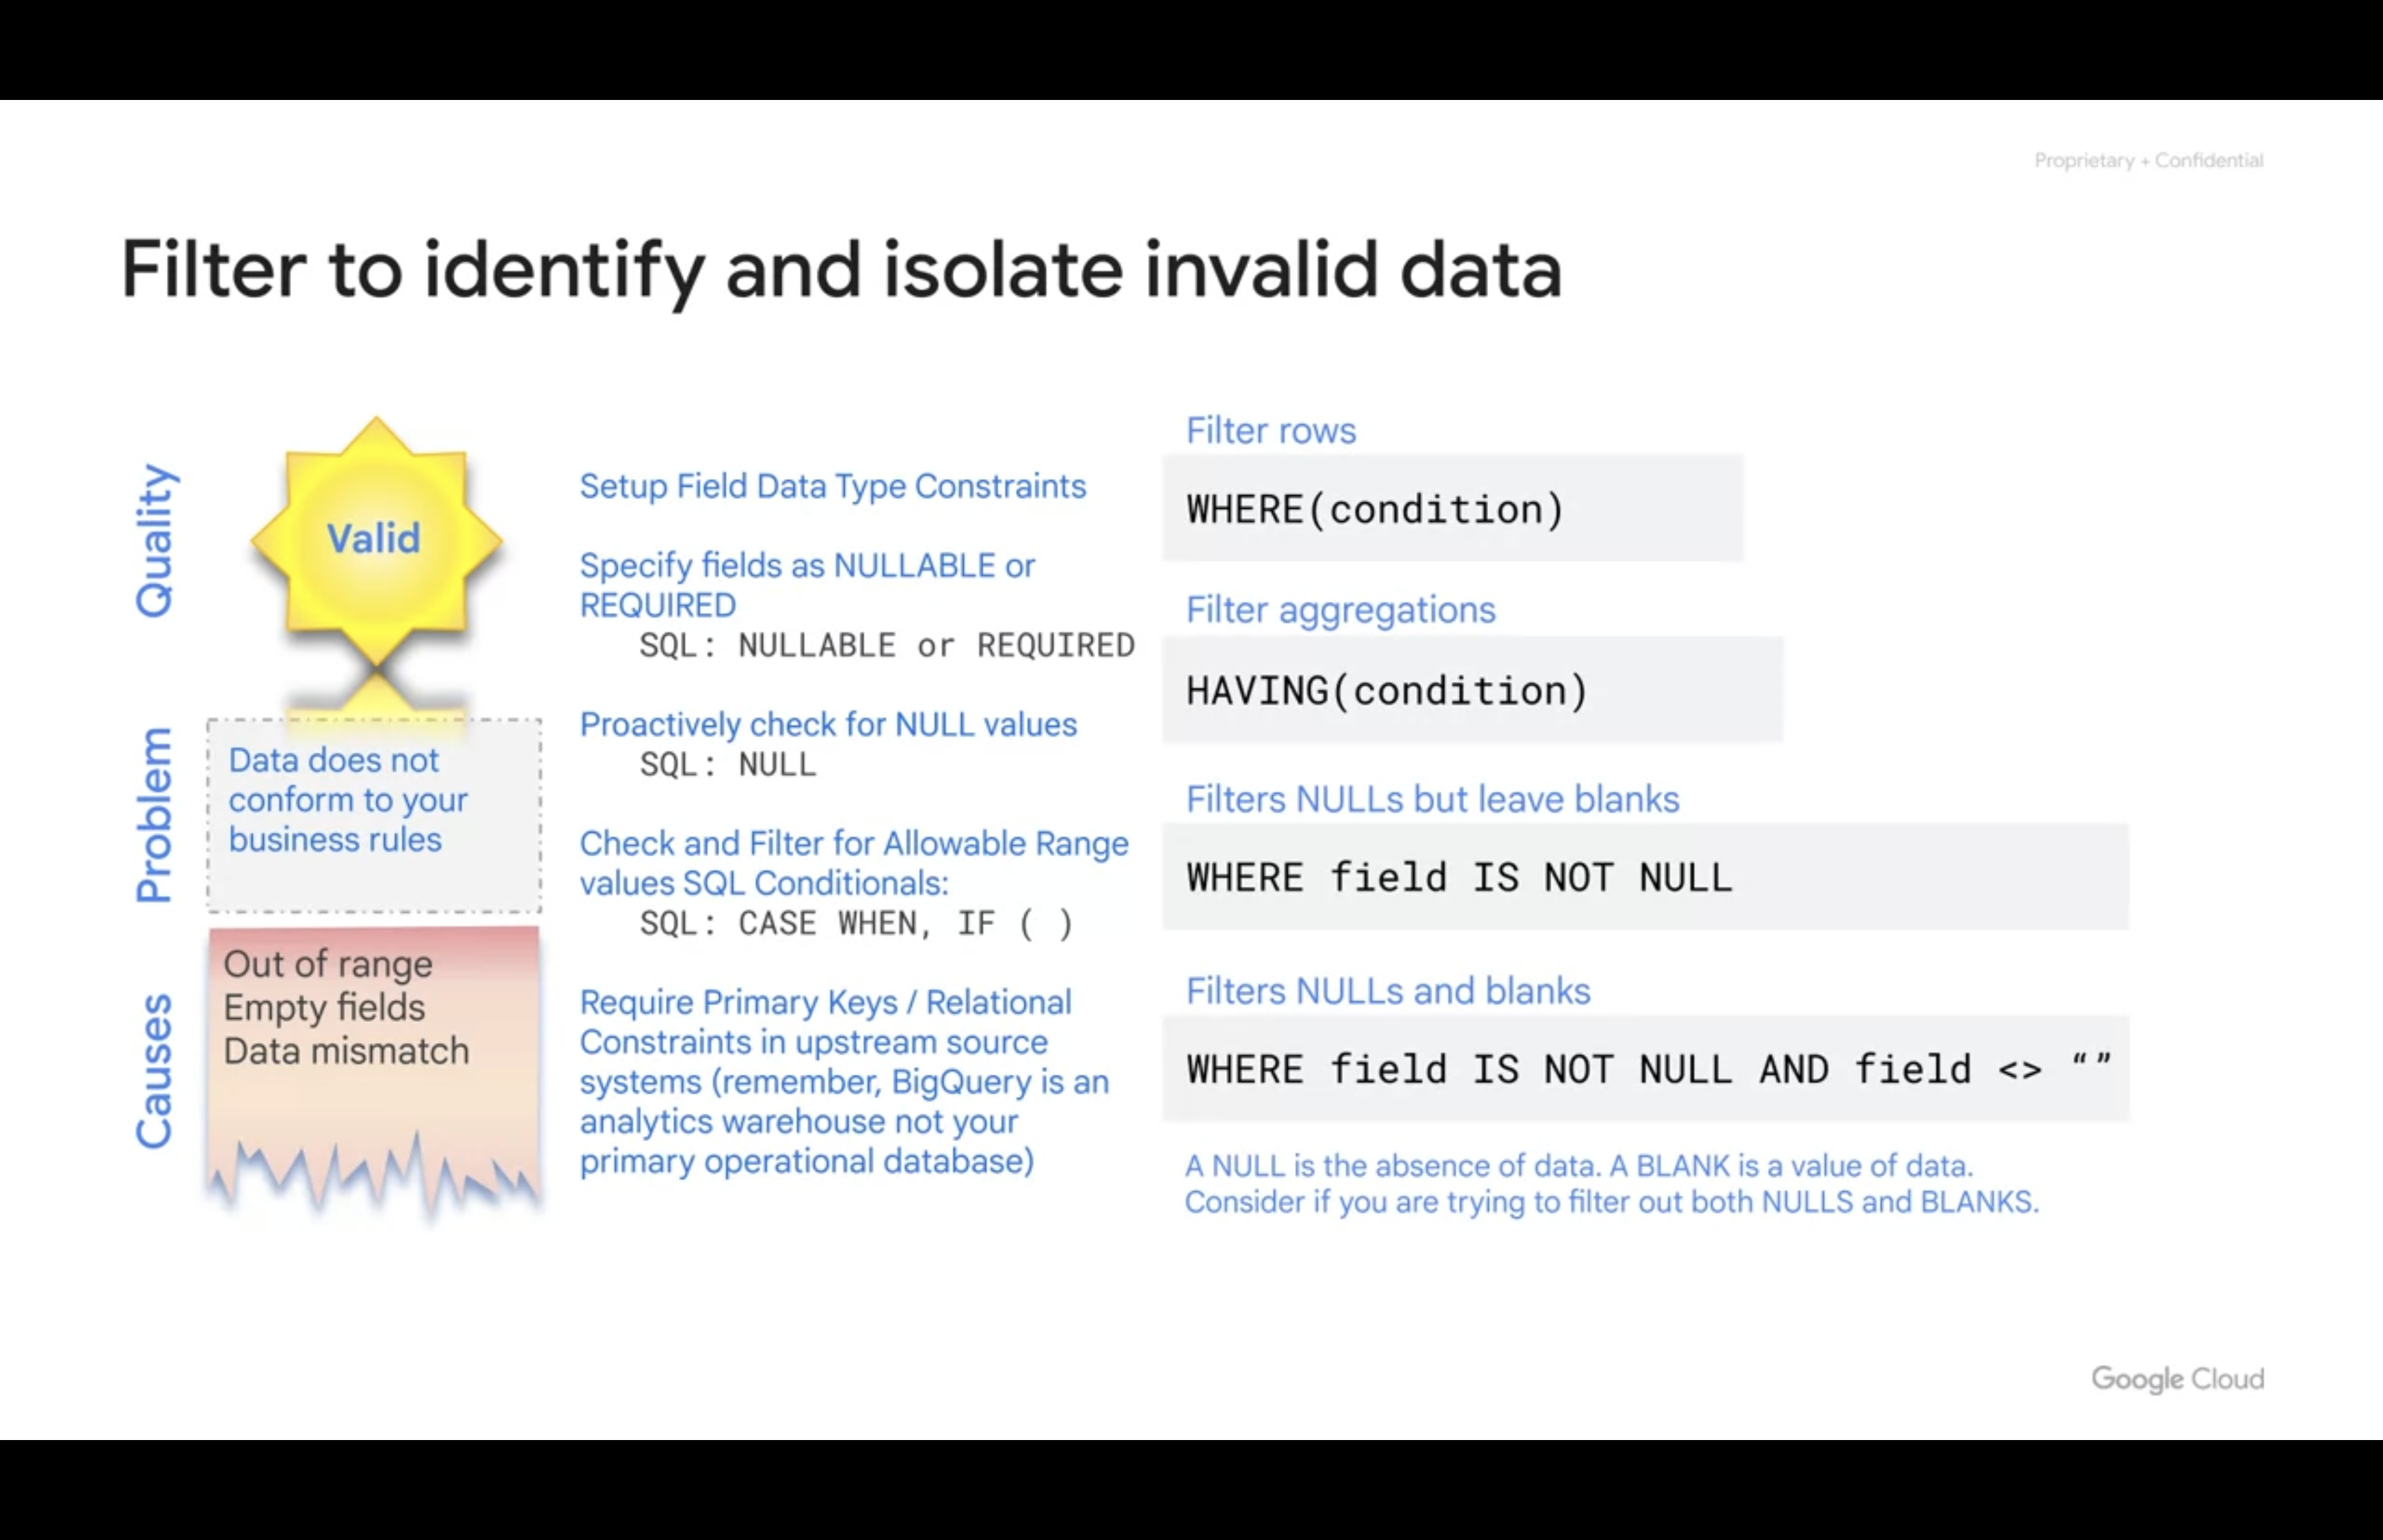 Proprietary + Confidential
Filter to identify and isolate invalid data
Quality
Valid
Problem
Data does not
conform to your
business rules
Causes
Out of range
Empty fields
Data mismatch
Setup Field Data Type Constraints
Specify fields as NULLABLE or
REQUIRED
SQL: NULLABLE or REQUIRED
Proactively check for NULL values
SQL: NULL
Check and Filter for Allowable Range
values SQL Conditionals:
SQL: CASE WHEN, IF ( )
Require Primary Keys / Relational
Constraints in upstream source
systems (remember, BigQuery is an
analytics warehouse not your
primary operational database)
Filter rows
WHERE(condition)
Filter aggregations
HAVING(condition)
Filters NULLs but leave blanks
WHERE field IS NOT NULL
Filters NULLs and blanks
WHERE field IS NOT NULL AND field <> “”
A NULL is the absence of data. A BLANK is a value of data.
Consider if you are trying to filter out both NULLS and BLANKS.
Google Cloud